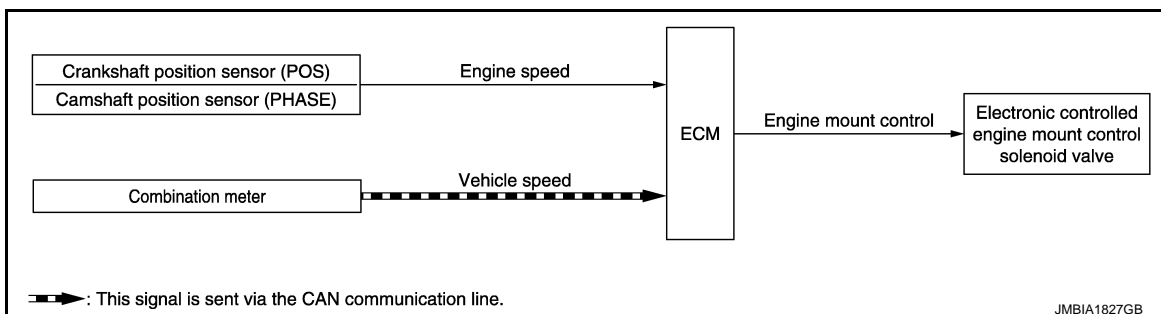 Crankshaft position sensor (POS)
Engine speed
Camshaft position sensor (PHASE)
Combination meter
Vehicle speed
ECM
Engine mount control
Electronic controlled
engine mount control
solenoid valve
: This signal is sent via the CAN communication line.
JMBIA1827GB